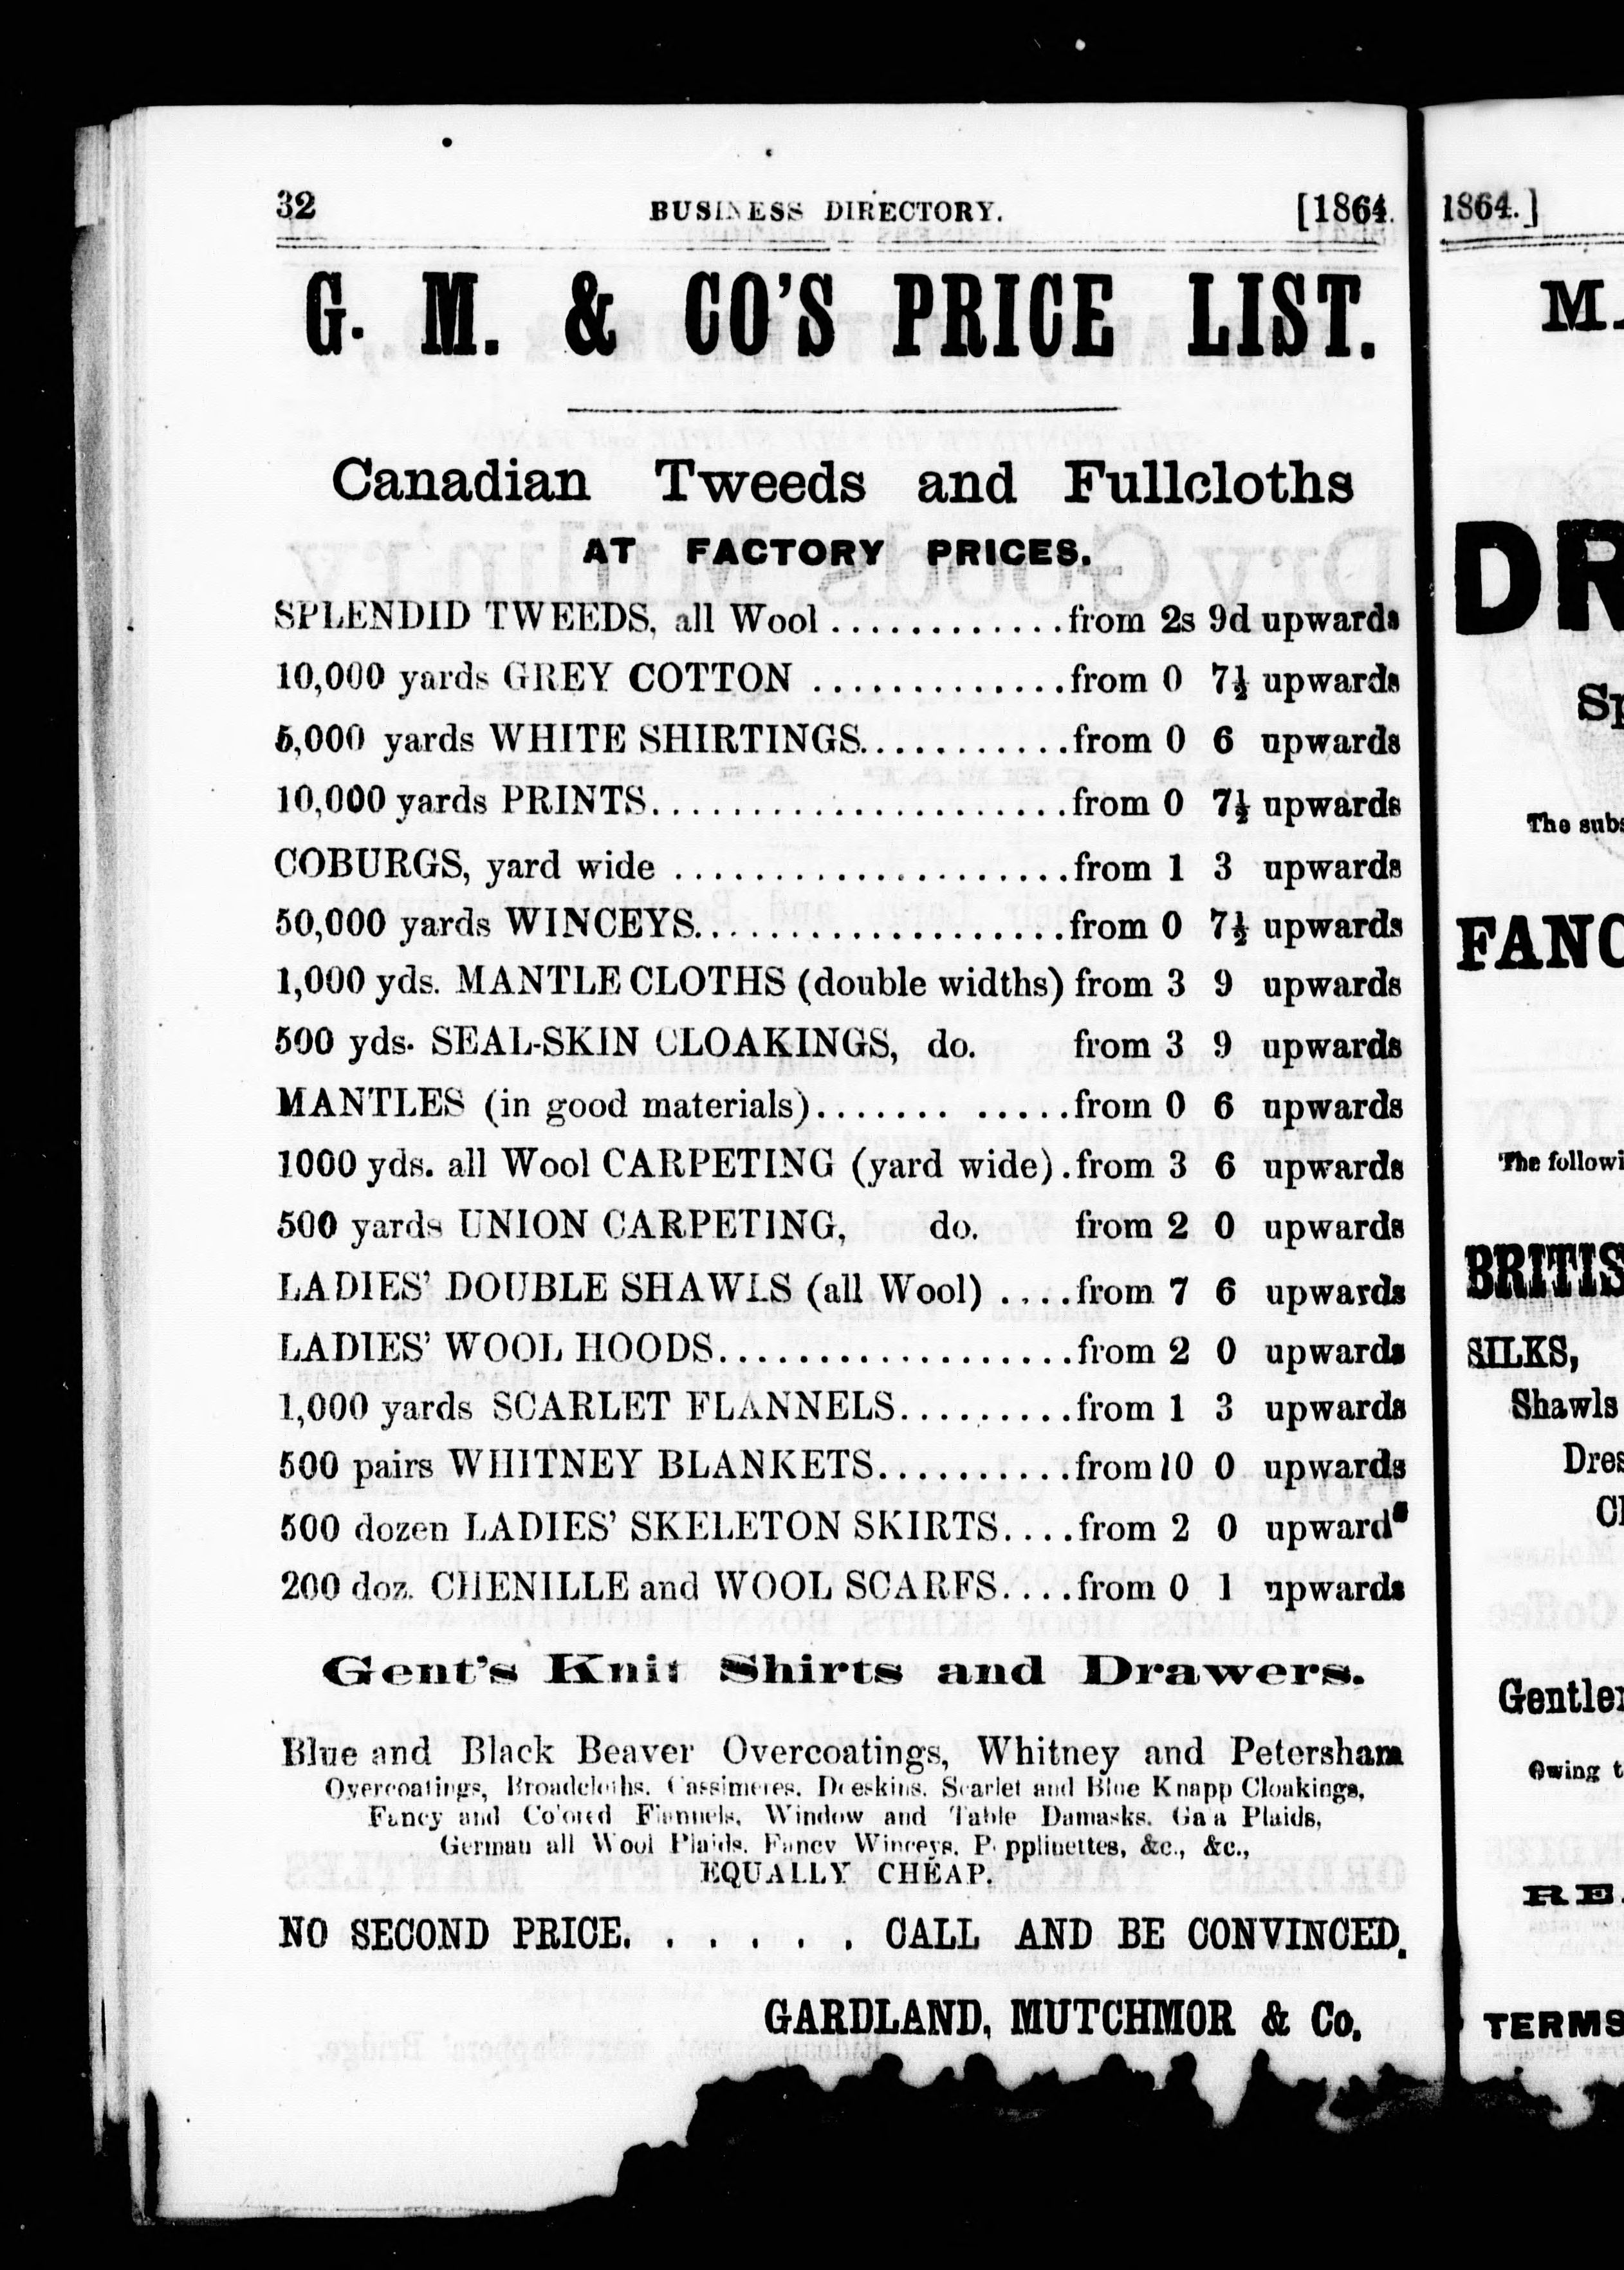 32 BUSINESS DIRECTORY. [1864.
G. M. & CO'S PRICE LIST.
Canadian Tweeds and Fullcloths
AT FACTORY PRICES.
SPLENDID TWEEDS, all Wool.............from 2s 9d upwards
10,000 yards GREY COTTON .............from 0 7½ upwards
5,000 yards WHITE SHIRTINGS...........from 0 6 upwards
10,000 yards PRINTS.....................from 0 7½ upwards
COBURGS, yard wide ....................from 1 3 upwards
50,000 yards WINCEYS...................from 0 7½ upwards
1,000 yds. MANTLE CLOTHS (double widths) from 3 9 upwards
500 yds. SEAL-SKIN CLOAKINGS, do. from 3 9 upwards
MANTLES (in good materials)....... .....from 0 6 upwards
1000 yds. all Wool CARPETING (yard wide).from 3 6 upwards
500 yards UNION CARPETING, do. from 2 0 upwards
LADIES' DOUBLE SHAWLS (all Wool) ....from 7 6 upwards
LADIES' WOOL HOODS..................from 2 0 upwards
1,000 yards SCARLET FLANNELS.........from 1 3 upwards
500 pairs WHITNEY BLANKETS..........from 10 0 upwards
500 dozen LADIES' SKELETON SKIRTS....from 2 0 upwards
200 doz. CHENILLE and WOOL SCARFS....from 0 1 upwards
Gent's Knit Shirts and Drawers.
Blue and Black Beaver Overcoatings, Whitney and Petersham
Overcoatings, Broadcloths, Cassimeres, Doeskins, Scarlet and Blue Knapp Cloakings,
Fancy and Colored Flannels, Window and Table Damasks, Gala Plaids,
German all Wool Plaids, Fancy Winceys, Popplinettes, &c., &c.,
EQUALLY CHEAP.
NO SECOND PRICE. . . . . . CALL AND BE CONVINCED.
GARDLAND, MUTCHMOR & Co.
1864.]
M
DR
Sp
The subs
FANC
The followi
BRITIS
SILKS,
Shawls
Dres
Cl
Gentle
Owing t
RE
TERMS